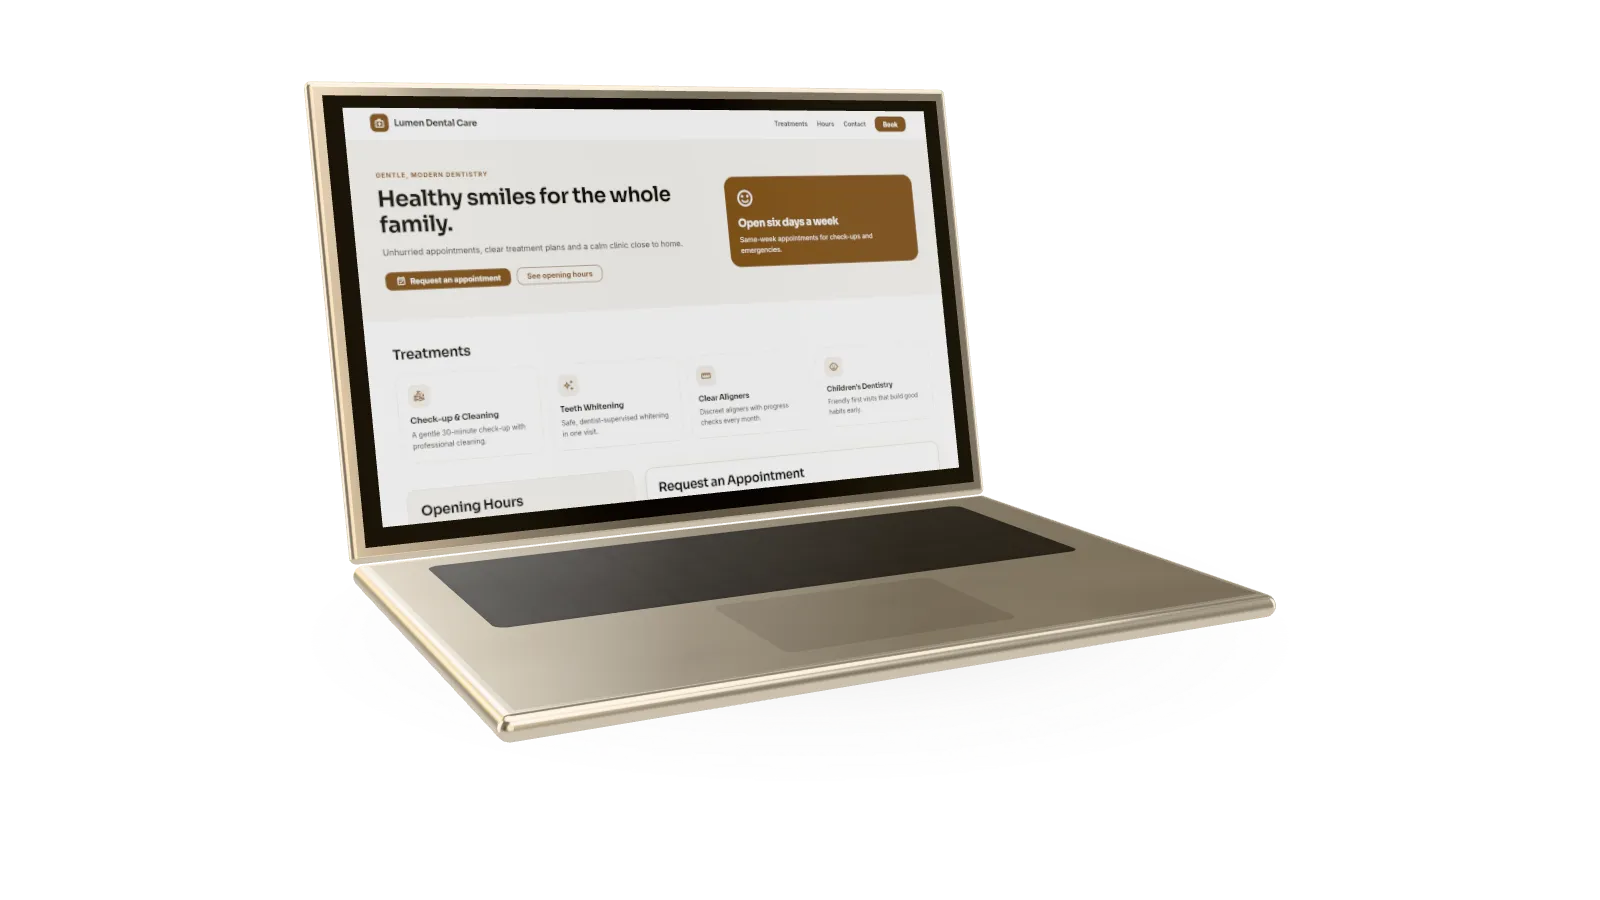 Lumen Dental Care
Treatments Hours Contact Book
GENTLE, MODERN DENTISTRY
Healthy smiles for the whole
family.
Unhurried appointments, clear treatment plans and a calm clinic close to home.
Request an appointment See opening hours
Open six days a week
Same-week appointments for check-ups and
emergencies.
Treatments
Check-up & Cleaning
A gentle 30-minute check-up with
professional cleaning.
Teeth Whitening
Safe, dentist-supervised whitening
in one visit.
Clear Aligners
Discreet aligners with progress
checks every month.
Children's Dentistry
Friendly first visits that build good
habits early.
Opening Hours
Request an Appointment